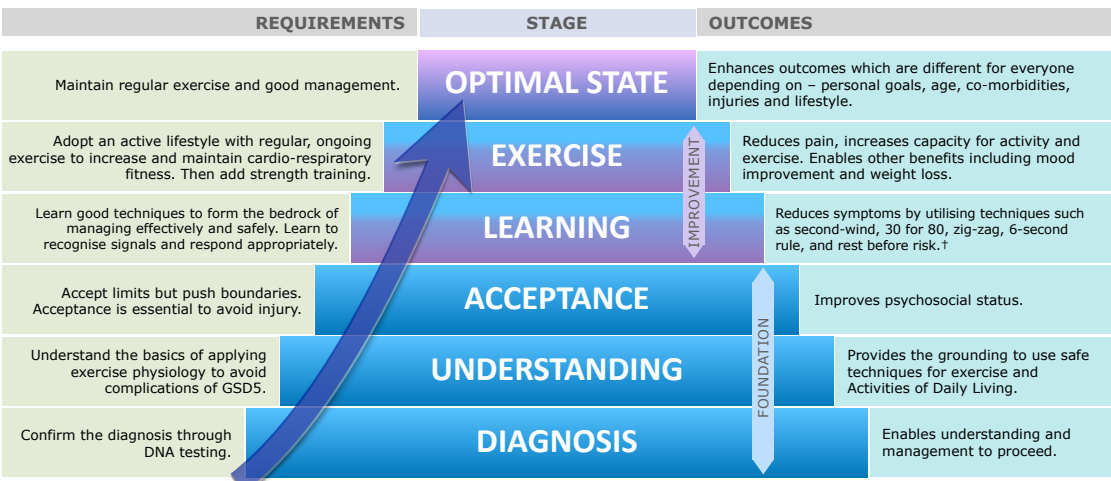 REQUIREMENTS STAGE OUTCOMES
Maintain regular exercise and good management.
OPTIMAL STATE
Enhances outcomes which are different for everyone
depending on – personal goals, age, co-morbidities,
injuries and lifestyle.
Adopt an active lifestyle with regular, ongoing
exercise to increase and maintain cardio-respiratory
fitness. Then add strength training.
EXERCISE
Reduces pain, increases capacity for activity and
exercise. Enables other benefits including mood
improvement and weight loss.
IMPROVEMENT
Learn good techniques to form the bedrock of
managing effectively and safely. Learn to
recognise signals and respond appropriately.
LEARNING
Reduces symptoms by utilising techniques such
as second-wind, 30 for 80, zig-zag, 6-second
rule, and rest before risk.†
Accept limits but push boundaries.
Acceptance is essential to avoid injury.
ACCEPTANCE
Improves psychosocial status.
Understand the basics of applying
exercise physiology to avoid
complications of GSD5.
UNDERSTANDING
FOUNDATION
Provides the grounding to use safe
techniques for exercise and
Activities of Daily Living.
Confirm the diagnosis through
DNA testing.
DIAGNOSIS
Enables understanding and
management to proceed.